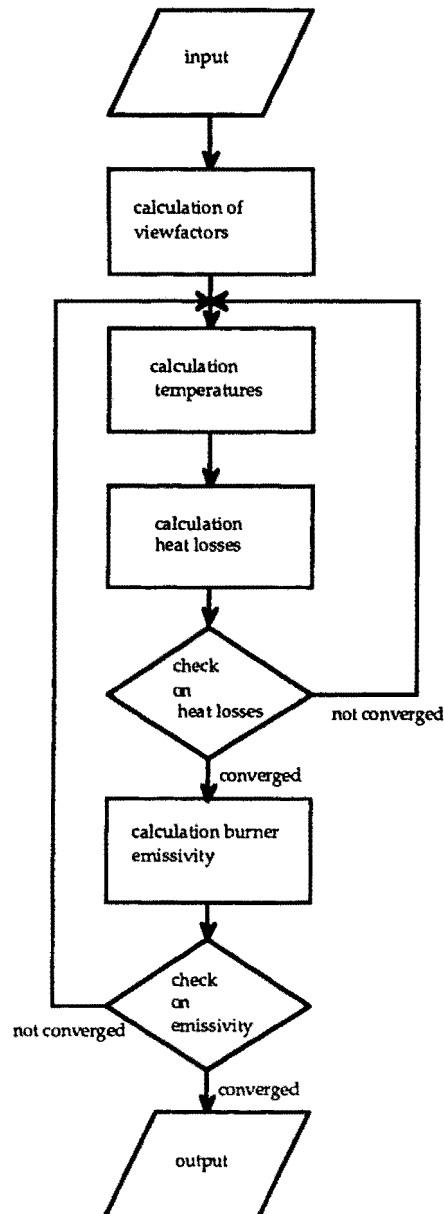 input
calculation of
viewfactors
calculation
temperatures
calculation
heat losses
check
on
heat losses
not converged
converged
calculation burner
emissivity
check
on
emissivity
not converged
converged
output